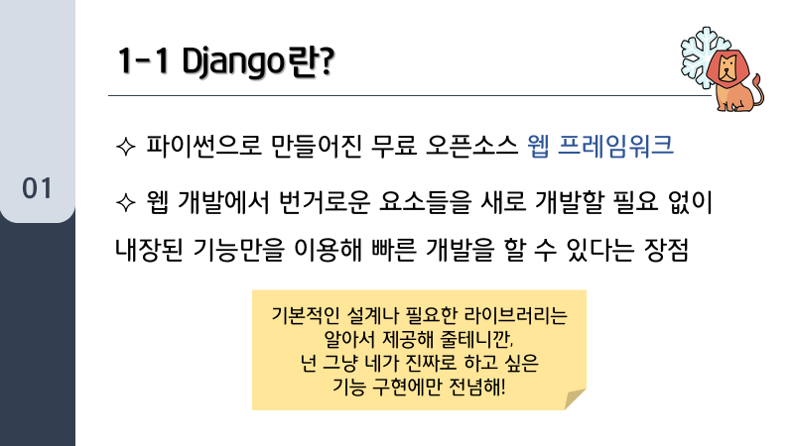 1-1 Django란?
01
✧ 파이썬으로 만들어진 무료 오픈소스 웹 프레임워크
✧ 웹 개발에서 번거로운 요소들을 새로 개발할 필요 없이
내장된 기능만을 이용해 빠른 개발을 할 수 있다는 장점
기본적인 설계나 필요한 라이브러리는
알아서 제공해 줄테니깐,
넌 그냥 네가 진짜로 하고 싶은
기능 구현에만 전념해!